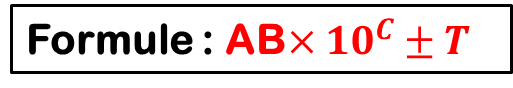 Formule : AB× 10^C ± T